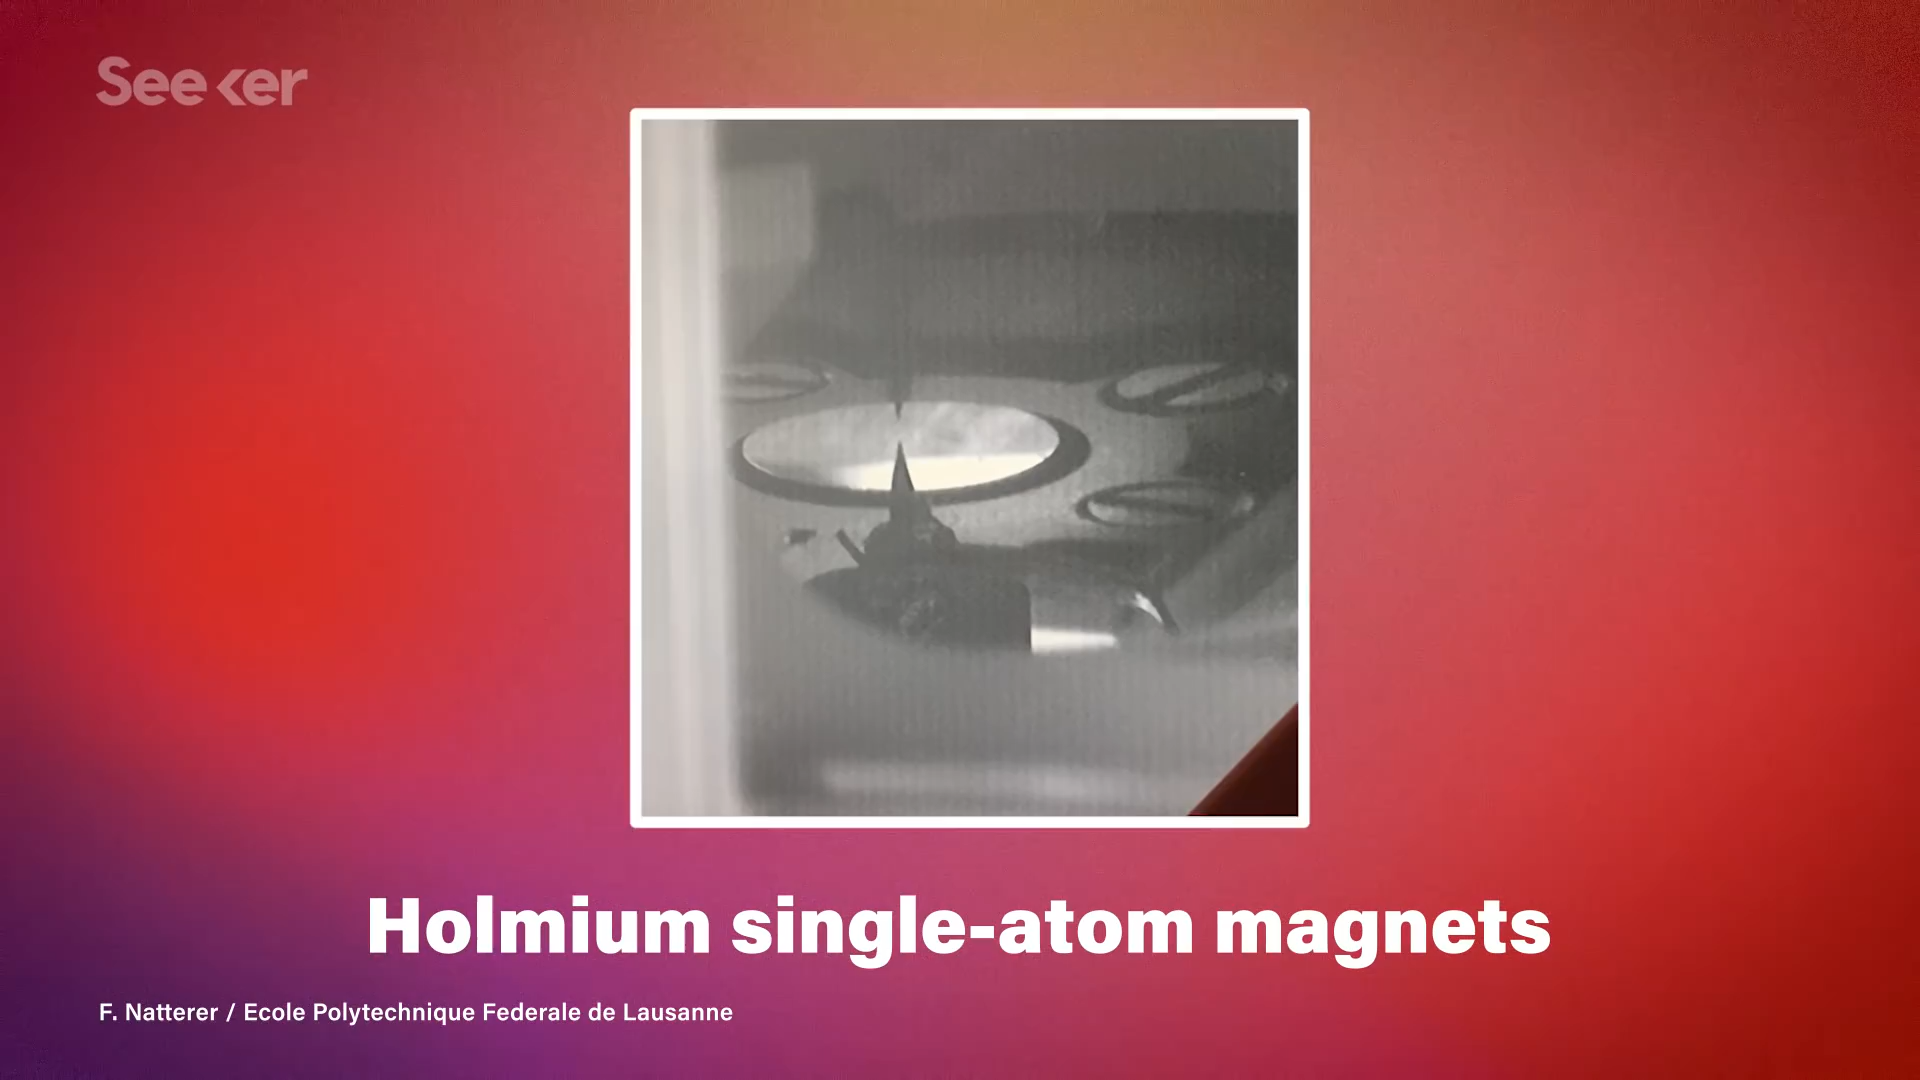 Seeker
Holmium single-atom magnets
F. Natterer / Ecole Polytechnique Federale de Lausanne